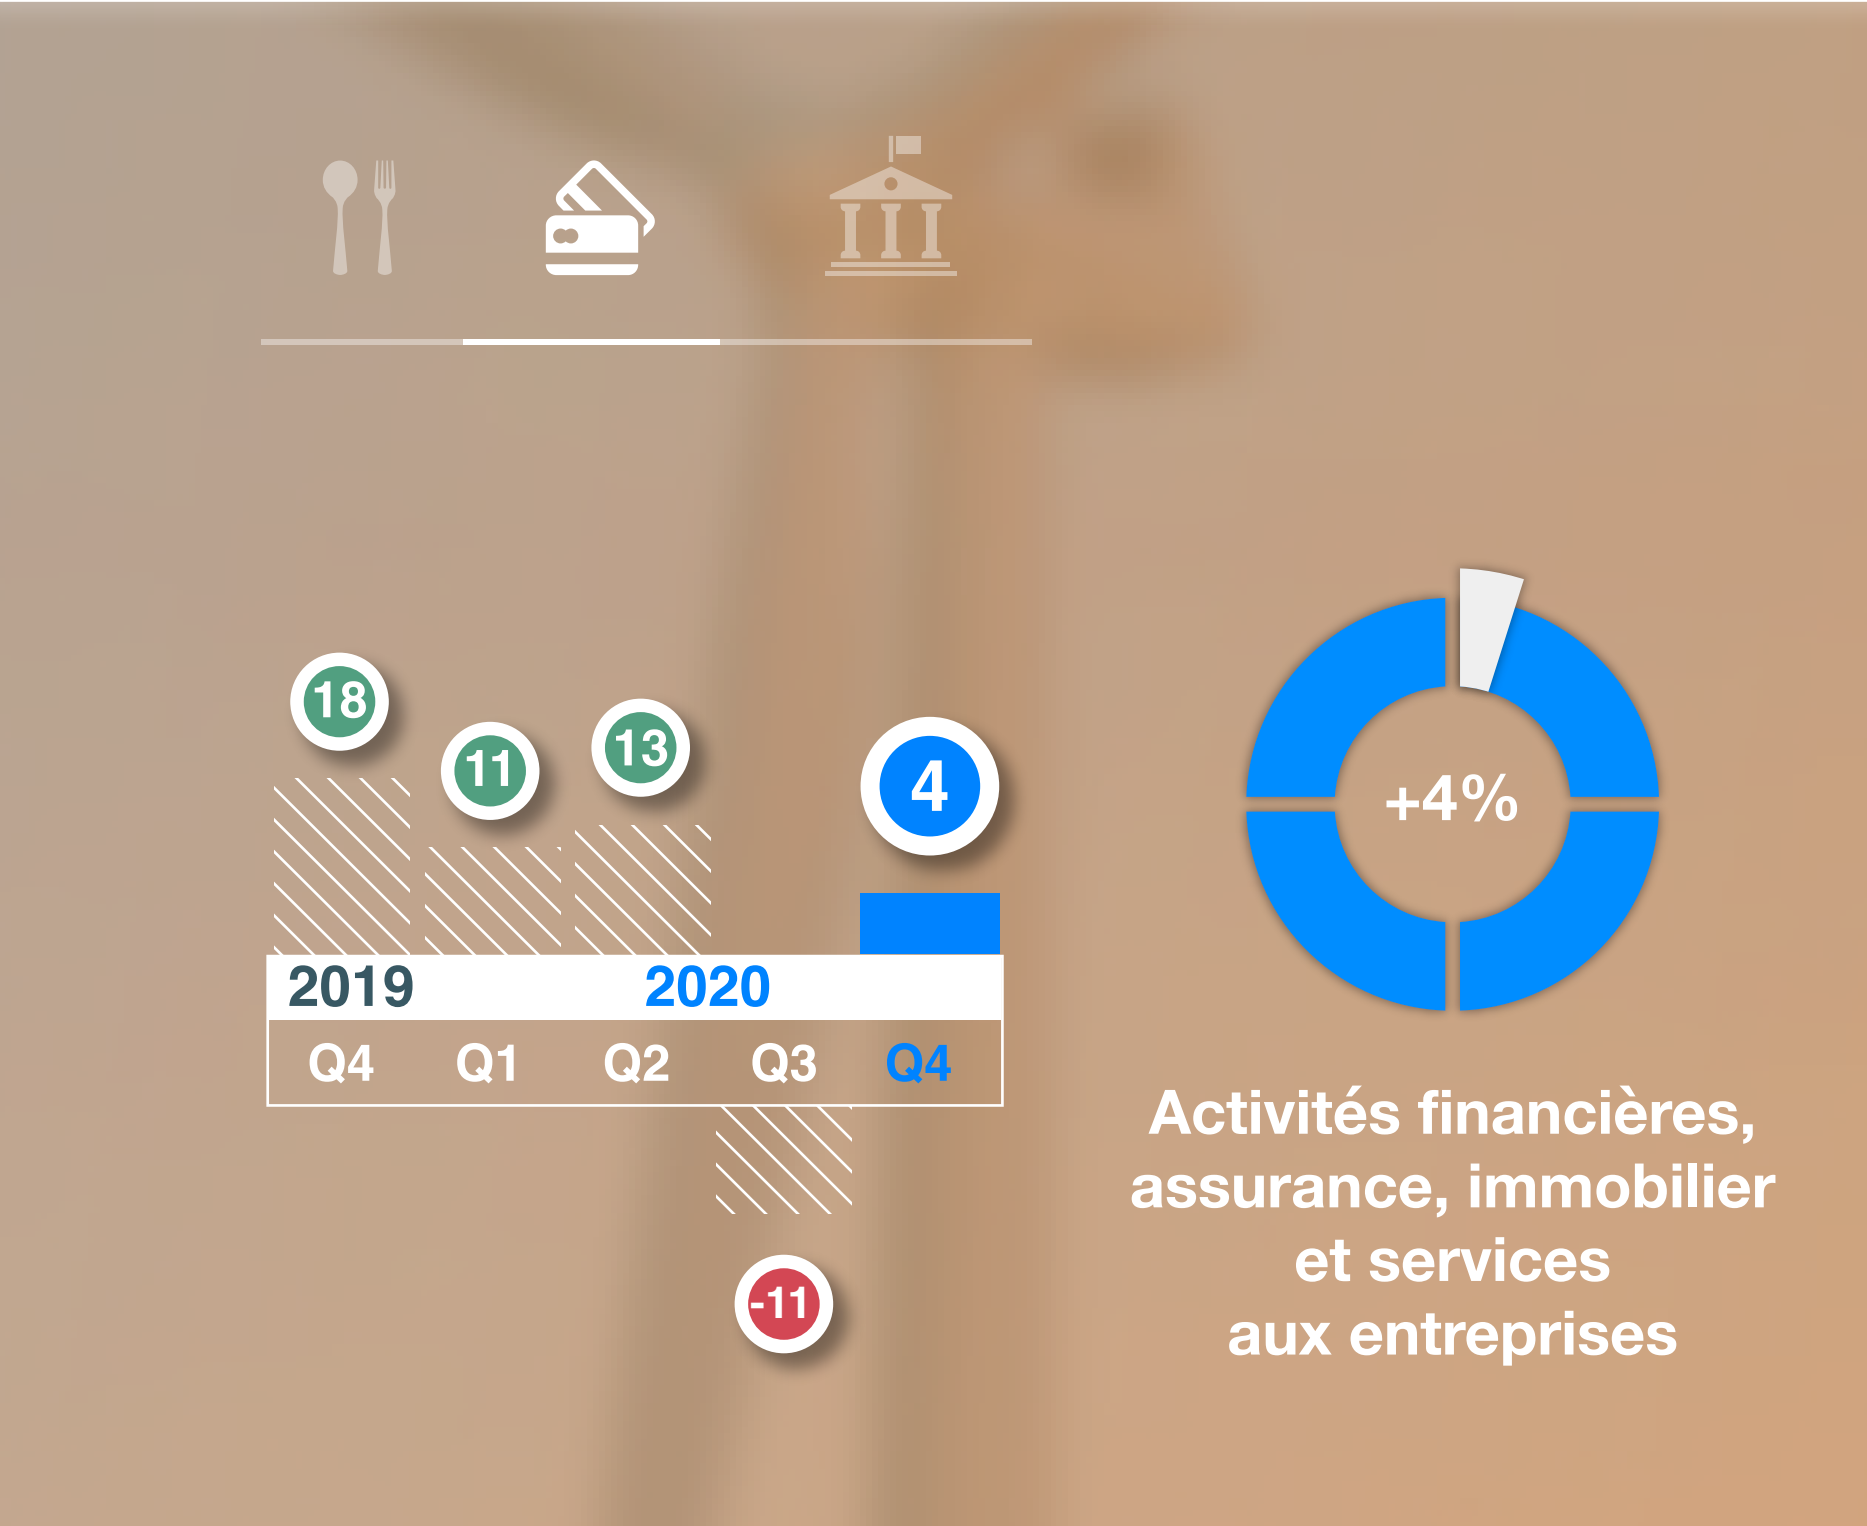 18
11
13
4
2019 2020
Q4 Q1 Q2 Q3 Q4
-11
+4%
Activités financières,
assurance, immobilier
et services
aux entreprises